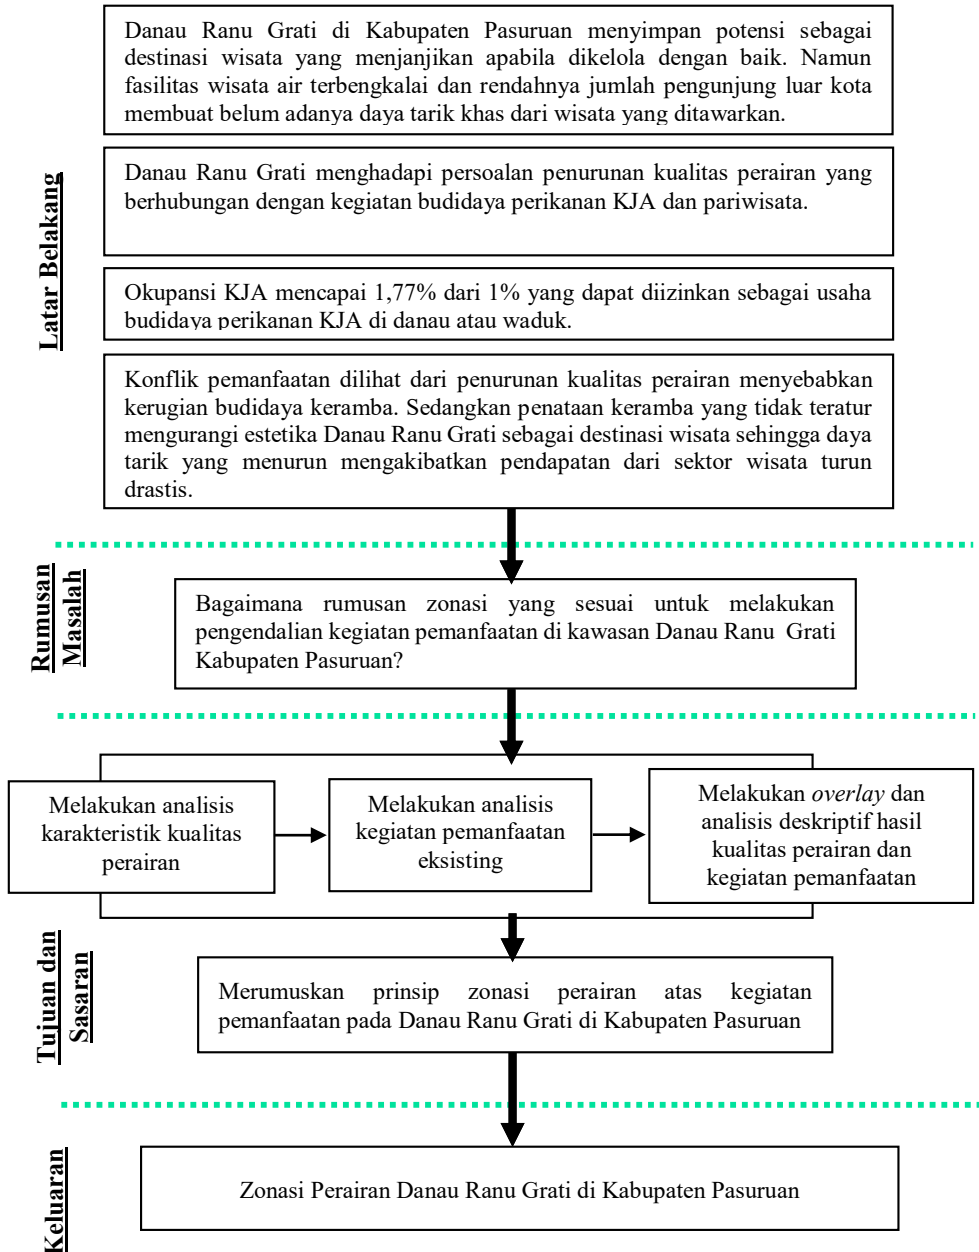 Latar Belakang
Danau Ranu Grati di Kabupaten Pasuruan menyimpan potensi sebagai
destinasi wisata yang menjanjikan apabila dikelola dengan baik. Namun
fasilitas wisata air terbengkalai dan rendahnya jumlah pengunjung luar kota
membuat belum adanya daya tarik khas dari wisata yang ditawarkan.
Danau Ranu Grati menghadapi persoalan penurunan kualitas perairan yang
berhubungan dengan kegiatan budidaya perikanan KJA dan pariwisata.
Okupansi KJA mencapai 1,77% dari 1% yang dapat diizinkan sebagai usaha
budidaya perikanan KJA di danau atau waduk.
Konflik pemanfaatan dilihat dari penurunan kualitas perairan menyebabkan
kerugian budidaya keramba. Sedangkan penataan keramba yang tidak teratur
mengurangi estetika Danau Ranu Grati sebagai destinasi wisata sehingga daya
tarik yang menurun mengakibatkan pendapatan dari sektor wisata turun
drastis.
Rumusan
Masalah
Bagaimana rumusan zonasi yang sesuai untuk melakukan
pengendalian kegiatan pemanfaatan di kawasan Danau Ranu Grati
Kabupaten Pasuruan?
Tujuan dan
Sasaran
Melakukan analisis
karakteristik kualitas
perairan
Melakukan analisis
kegiatan pemanfaatan
eksisting
Melakukan overlay dan
analisis deskriptif hasil
kualitas perairan dan
kegiatan pemanfaatan
Merumuskan prinsip zonasi perairan atas kegiatan
pemanfaatan pada Danau Ranu Grati di Kabupaten Pasuruan
Keluaran
Zonasi Perairan Danau Ranu Grati di Kabupaten Pasuruan